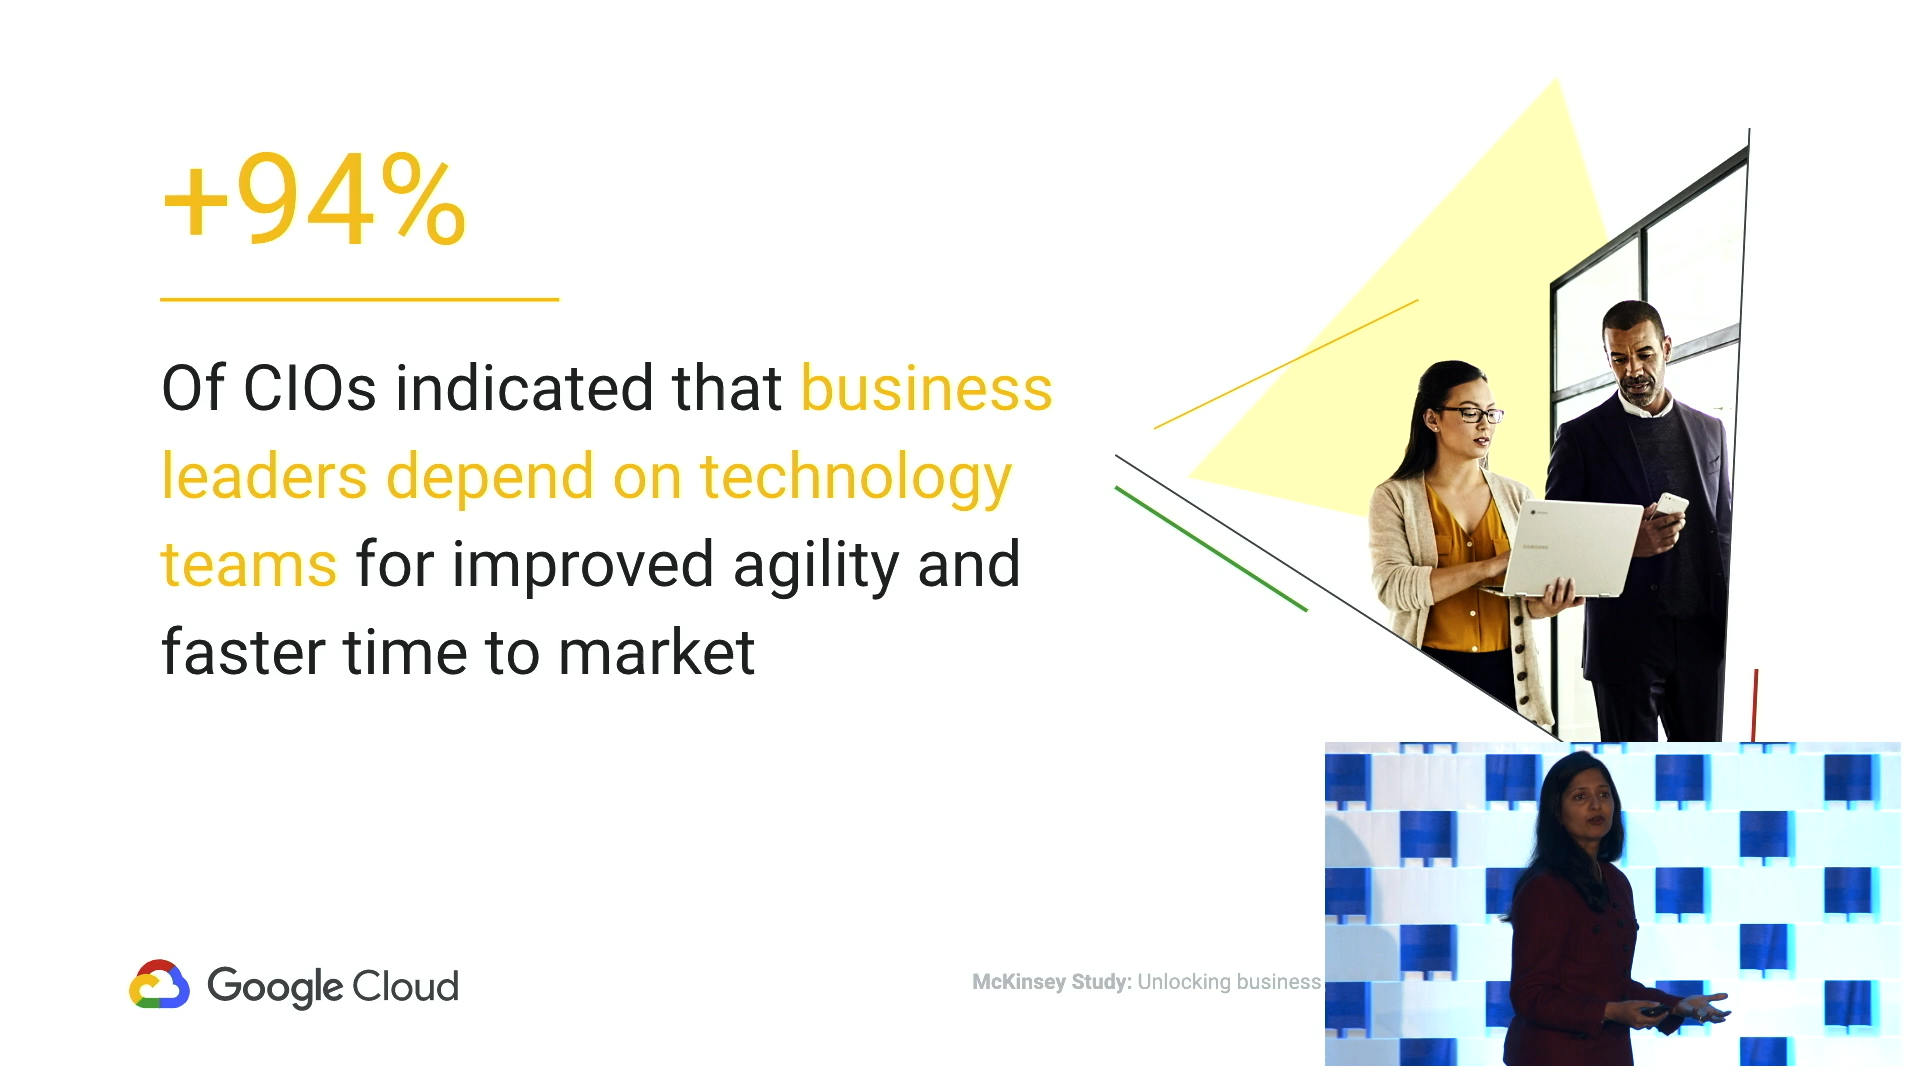 +94%
Of CIOs indicated that business
leaders depend on technology
teams for improved agility and
faster time to market
Google Cloud
McKinsey Study: Unlocking business